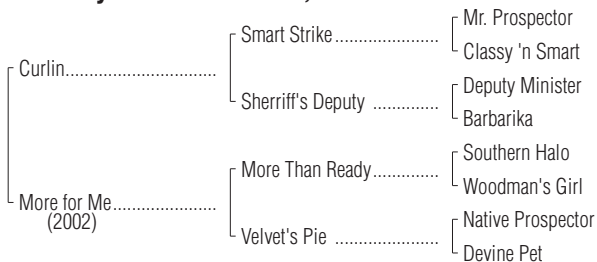 Mr. Prospector
Smart Strike
Classy 'n Smart
Curlin
Deputy Minister
Sherriff's Deputy
Barbarika
Southern Halo
More Than Ready
Woodman's Girl
More for Me
(2002)
Native Prospector
Velvet's Pie
Devine Pet